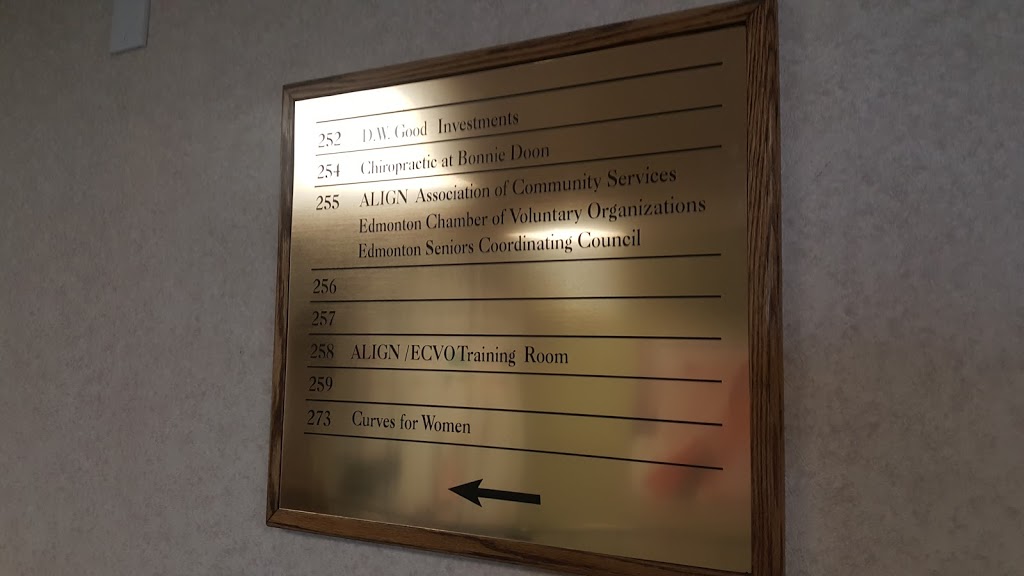 252 D.W. Good Investments
254 Chiropractic at Bonnie Doon
255 ALIGN Association of Community Services
Edmonton Chamber of Voluntary Organizations
Edmonton Seniors Coordinating Council
256
257
258 ALIGN /ECVO Training Room
259
273 Curves for Women